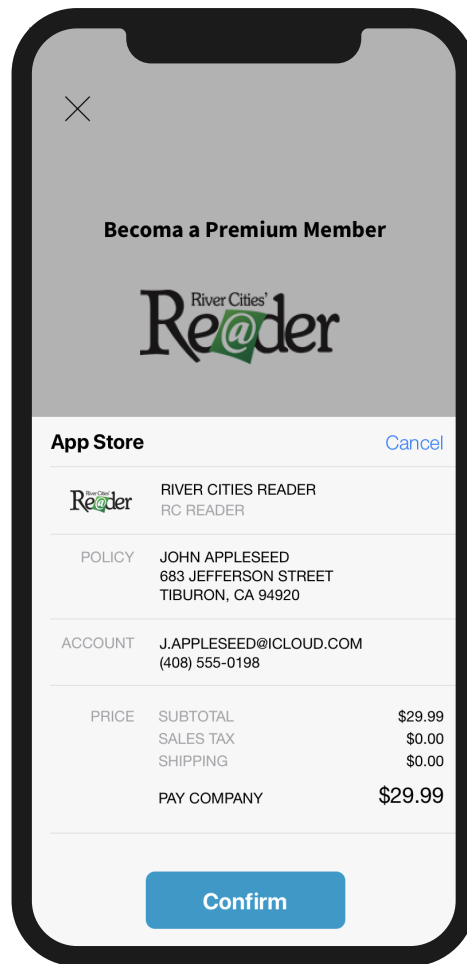 Becoma a Premium Member
River Cities'
Re@der
App Store
Cancel
River Cities'
Re@der
RIVER CITIES READER
RC READER
POLICY
JOHN APPLESEED
683 JEFFERSON STREET
TIBURON, CA 94920
ACCOUNT
J.APPLESEED@ICLOUD.COM
(408) 555-0198
PRICE
SUBTOTAL $29.99
SALES TAX $0.00
SHIPPING $0.00
PAY COMPANY $29.99
Confirm